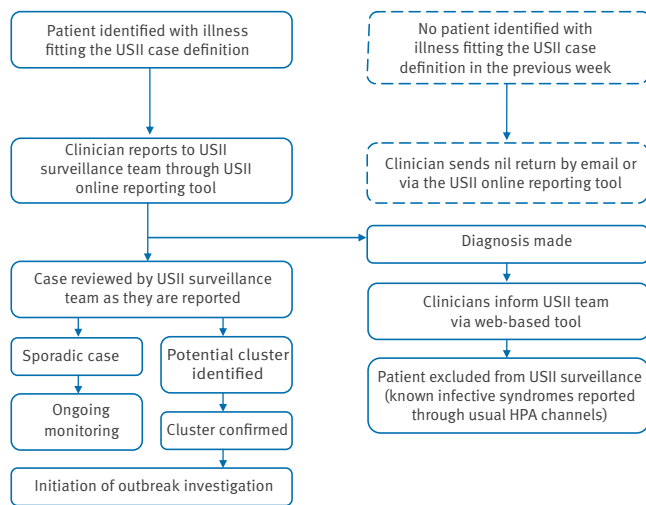 Patient identified with illness
fitting the USII case definition
No patient identified with
illness fitting the USII case
definition in the previous week
Clinician reports to USII
surveillance team through USII
online reporting tool
Clinician sends nil return by email or
via the USII online reporting tool
Diagnosis made
Case reviewed by USII surveillance
team as they are reported
Clinicians inform USII team
via web-based tool
Sporadic case
Potential cluster
identified
Patient excluded from USII surveillance
(known infective syndromes reported
through usual HPA channels)
Ongoing
monitoring
Cluster confirmed
Initiation of outbreak investigation